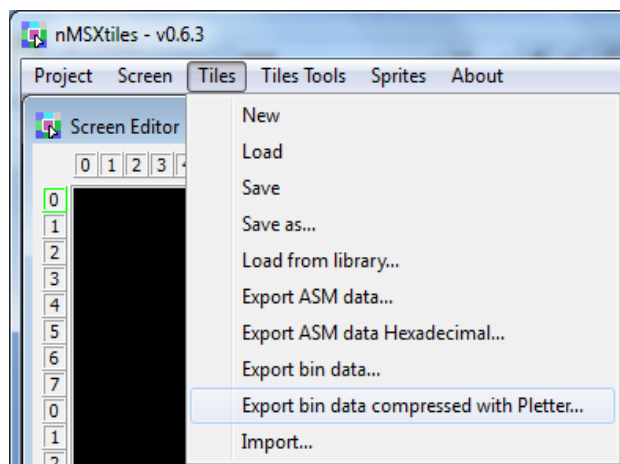 nMSXtiles - v0.6.3
Project Screen Tiles Tiles Tools Sprites About
Screen Editor
0 1 2 3
0
1
2
3
4
5
6
7
0
1
2
New
Load
Save
Save as...
Load from library...
Export ASM data...
Export ASM data Hexadecimal...
Export bin data...
Export bin data compressed with Pletter...
Import...